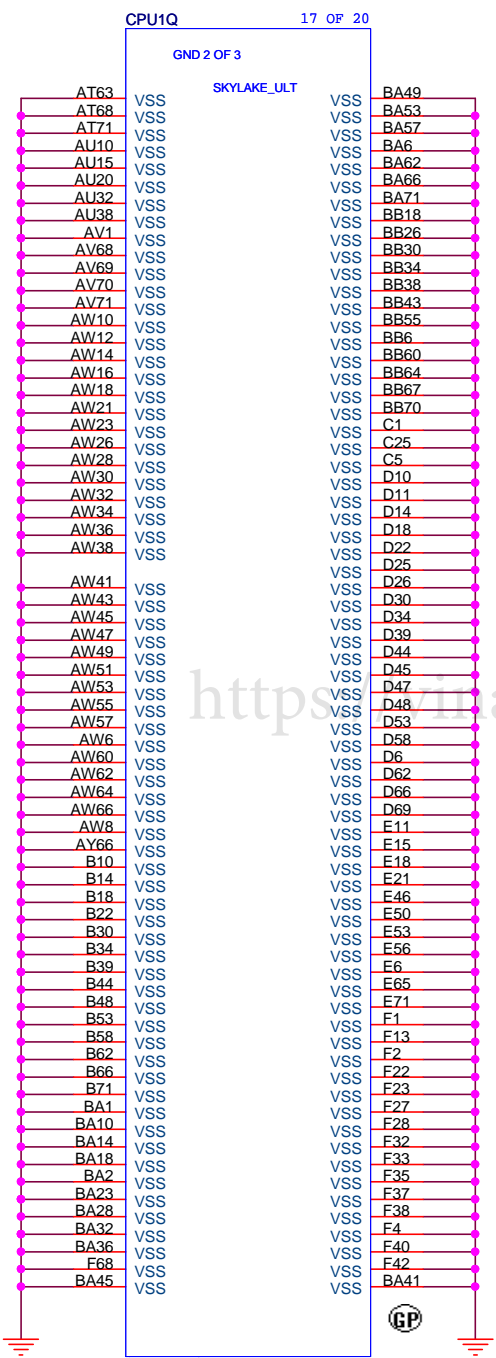 CPU1Q 17 OF 20
GND 2 OF 3
SKYLAKE_ULT
AT63 VSS VSS BA49
AT68 VSS VSS BA53
AT71 VSS VSS BA57
AU10 VSS VSS BA6
AU15 VSS VSS BA62
AU20 VSS VSS BA66
AU32 VSS VSS BA71
AU38 VSS VSS BB18
AV1 VSS VSS BB26
AV68 VSS VSS BB30
AV69 VSS VSS BB34
AV70 VSS VSS BB38
AV71 VSS VSS BB43
AW10 VSS VSS BB55
AW12 VSS VSS BB6
AW14 VSS VSS BB60
AW16 VSS VSS BB64
AW18 VSS VSS BB67
AW21 VSS VSS BB70
AW23 VSS VSS C1
AW26 VSS VSS C25
AW28 VSS VSS C5
AW30 VSS VSS D10
AW32 VSS VSS D11
AW34 VSS VSS D14
AW36 VSS VSS D18
AW38 VSS VSS D22
VSS D25
AW41 VSS VSS D26
AW43 VSS VSS D30
AW45 VSS VSS D34
AW47 VSS VSS D39
AW49 VSS VSS D44
AW51 VSS VSS D45
AW53 VSS VSS D47
https://vina
AW55 VSS VSS D48
AW57 VSS VSS D53
AW6 VSS VSS D58
AW60 VSS VSS D6
AW62 VSS VSS D62
AW64 VSS VSS D66
AW66 VSS VSS D69
AW8 VSS VSS E11
AY66 VSS VSS E15
B10 VSS VSS E18
B14 VSS VSS E21
B18 VSS VSS E46
B22 VSS VSS E50
B30 VSS VSS E53
B34 VSS VSS E56
B39 VSS VSS E6
B44 VSS VSS E65
B48 VSS VSS E71
B53 VSS VSS F1
B58 VSS VSS F13
B62 VSS VSS F2
B66 VSS VSS F22
B71 VSS VSS F23
BA1 VSS VSS F27
BA10 VSS VSS F28
BA14 VSS VSS F32
BA18 VSS VSS F33
BA2 VSS VSS F35
BA23 VSS VSS F37
BA28 VSS VSS F38
BA32 VSS VSS F4
BA36 VSS VSS F40
F68 VSS VSS F42
BA45 VSS VSS BA41
GP